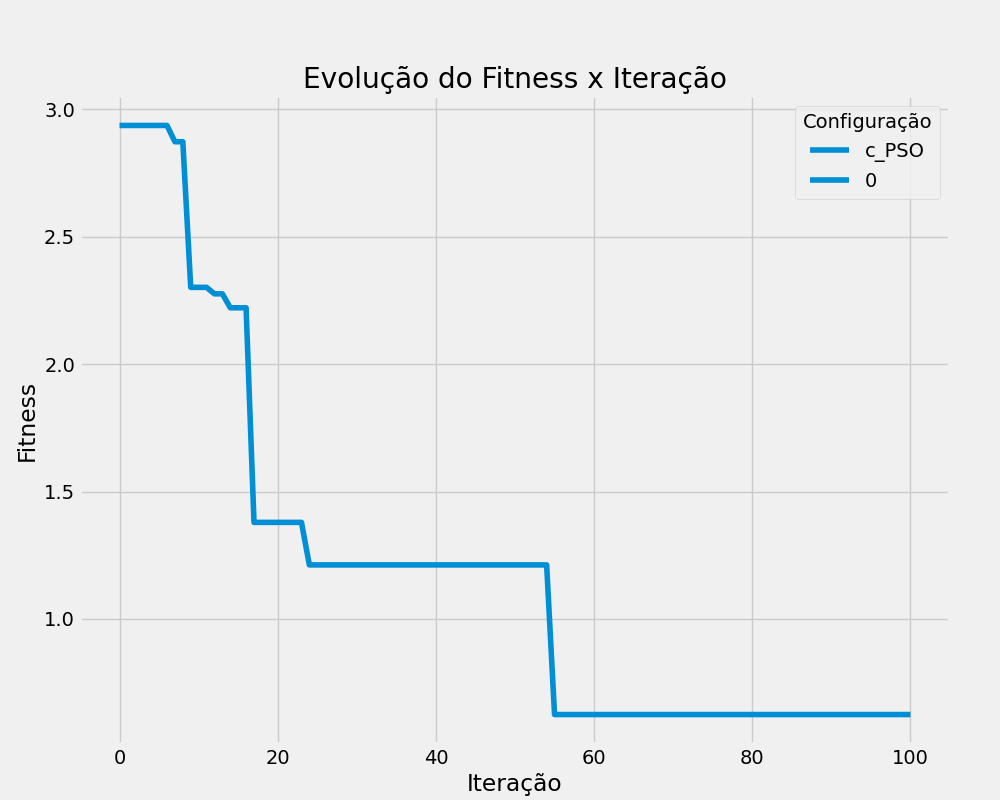 Evolução do Fitness x Iteração
Configuração
c_PSO
0
3.0
2.5
2.0
1.5
1.0
Fitness
0 20 40 60 80 100
Iteração